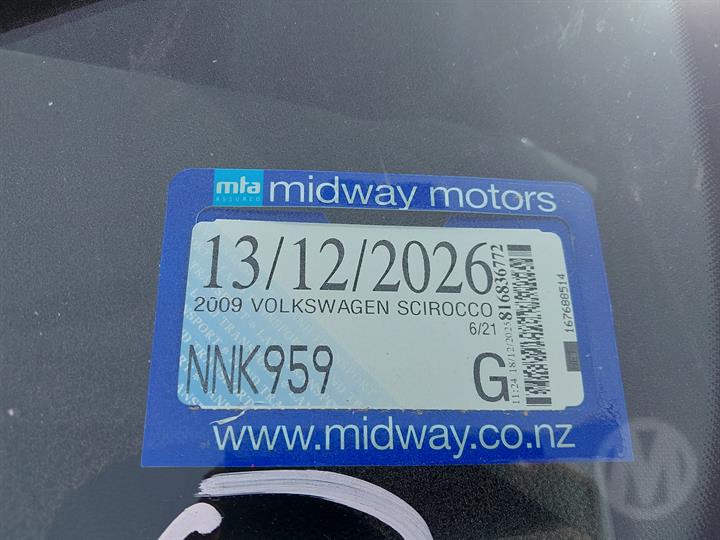 mta ASSURED midway motors
13/12/2026
2009 VOLKSWAGEN SCIROCCO
6/21
NNK959 G
11:24 18/12/2025 816836772
167688514
www.midway.co.nz
M